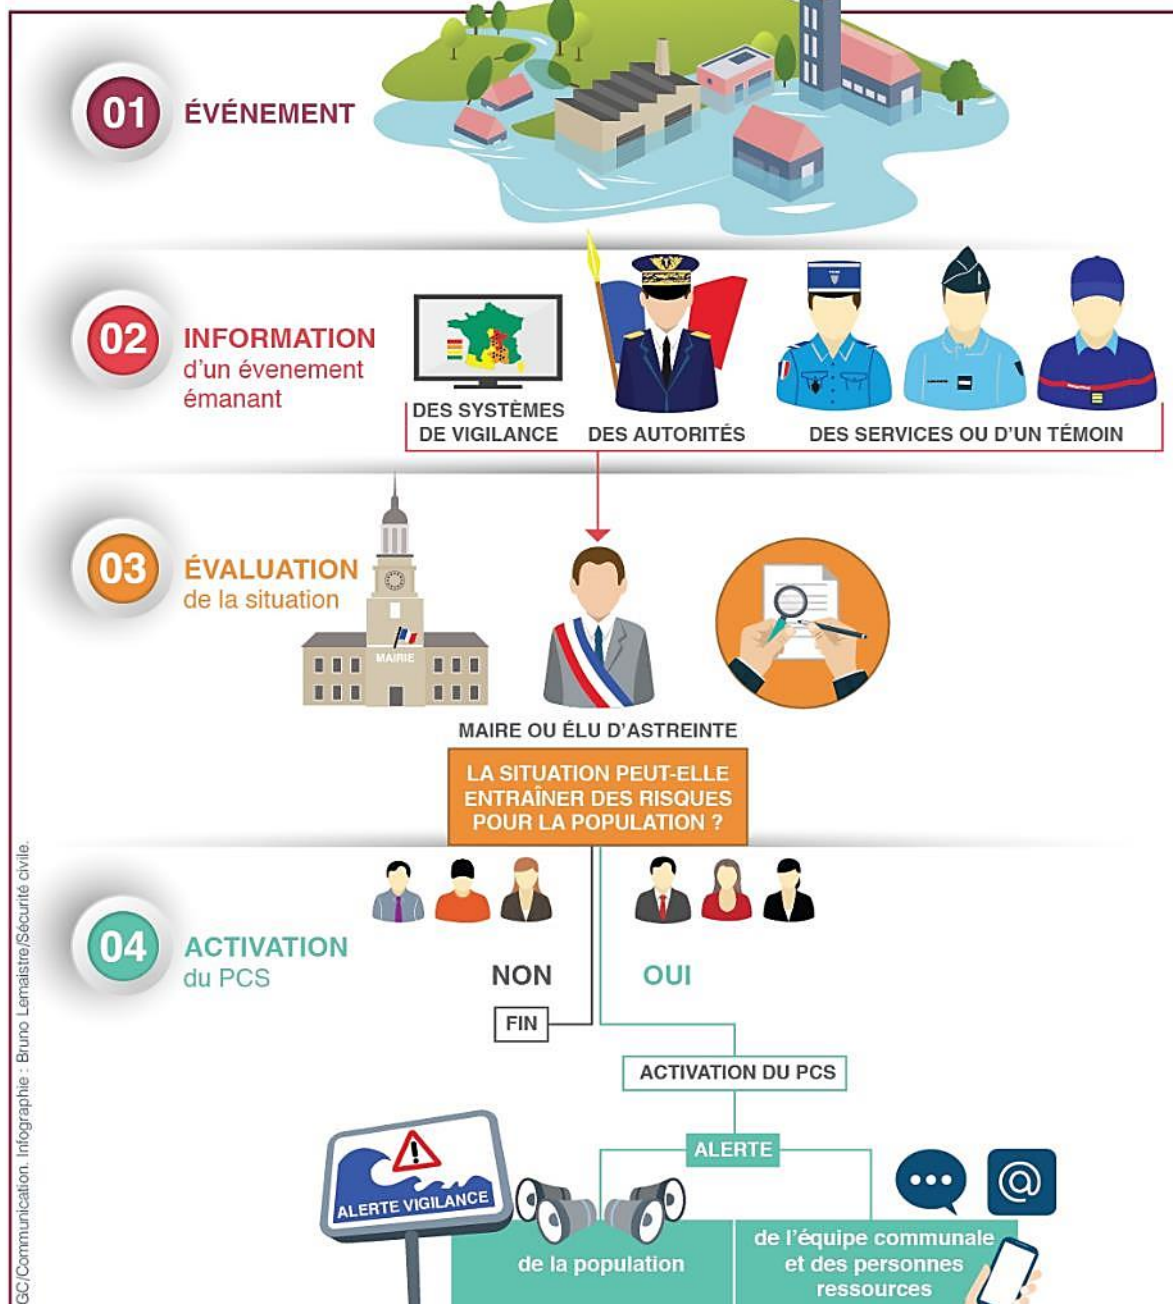 01
ÉVÉNEMENT
02
INFORMATION
d'un évenement
émanant
DES SYSTÈMES
DE VIGILANCE
DES AUTORITÉS
DES SERVICES OU D'UN TÉMOIN
03
ÉVALUATION
de la situation
MAIRIE
MAIRE OU ÉLU D'ASTREINTE
LA SITUATION PEUT-ELLE
ENTRAÎNER DES RISQUES
POUR LA POPULATION ?
04
ACTIVATION
du PCS
NON
OUI
FIN
ACTIVATION DU PCS
ALERTE
ALERTE VIGILANCE
@
de la population
de l'équipe communale
et des personnes
ressources
GC/Communication. Infographie : Bruno Lemaistre/Sécurité civile.